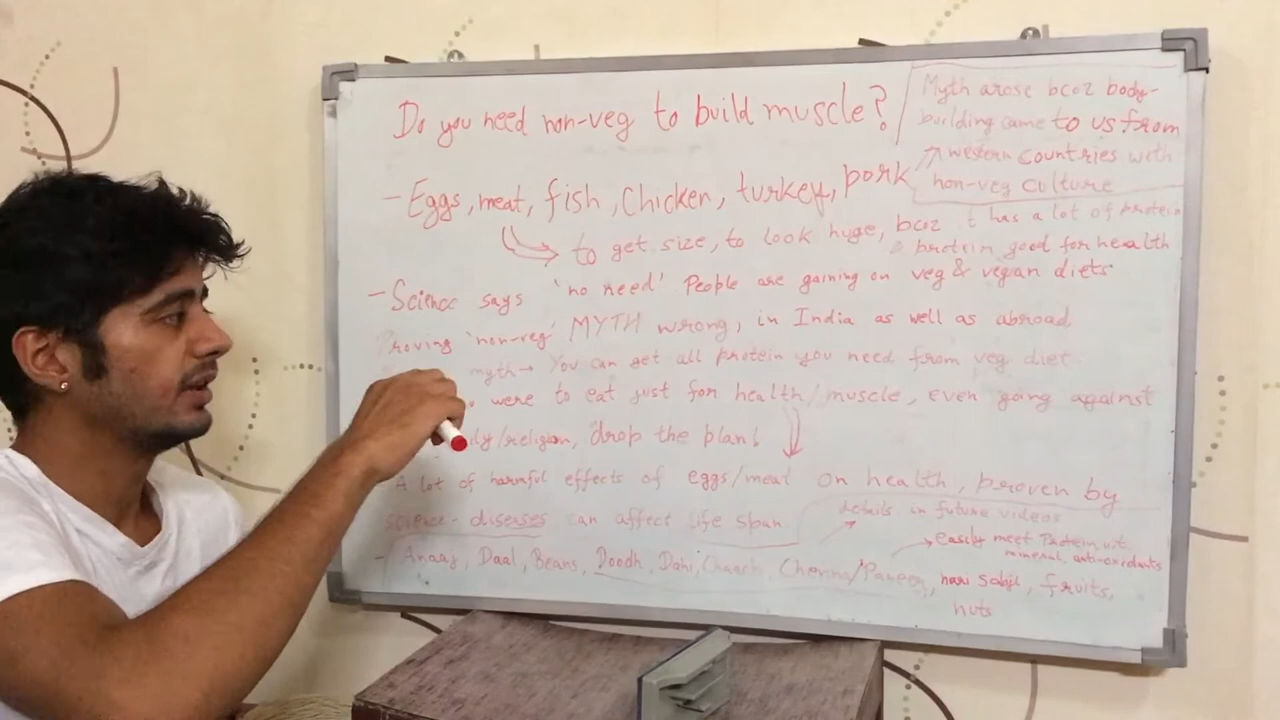 Do you need non-veg to build muscle?
Myth arose bcoz body-
building came to us from
western countries with
non-veg culture
- Eggs, meat, fish, Chicken, turkey, pork
to get size, to look huge, bcoz it has a lot of protein
protein good for health
- Science says 'no need' People are gaining on veg & vegan diets
Proving 'non-veg' MYTH wrong, in India as well as abroad,
myth → You can get all protein you need from veg diet
were to eat just for health/muscle, even going against
/religion, drop the plan!
A lot of harmful effects of eggs/meat on health, proven by
science - diseases can affect life span
details in future videos
easily meet Protein, vit.
mineral, anti-oxidants
- Anaaj, Daal, Beans, Doodh, Dahi, Chaach, Chenna/Paneer, hari Sabji, fruits,
nuts